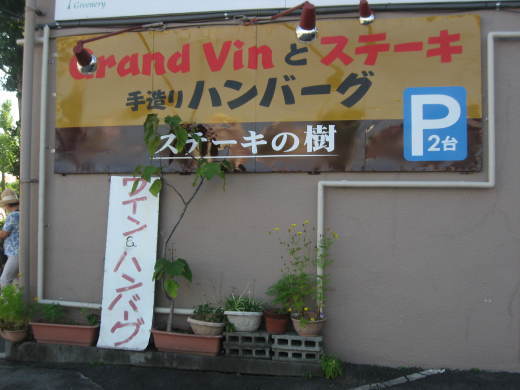 Greenery
Grand Vin と ステーキ
手造り ハンバーグ
ステーキの樹
P
2台
ワイン&ハンバーグ